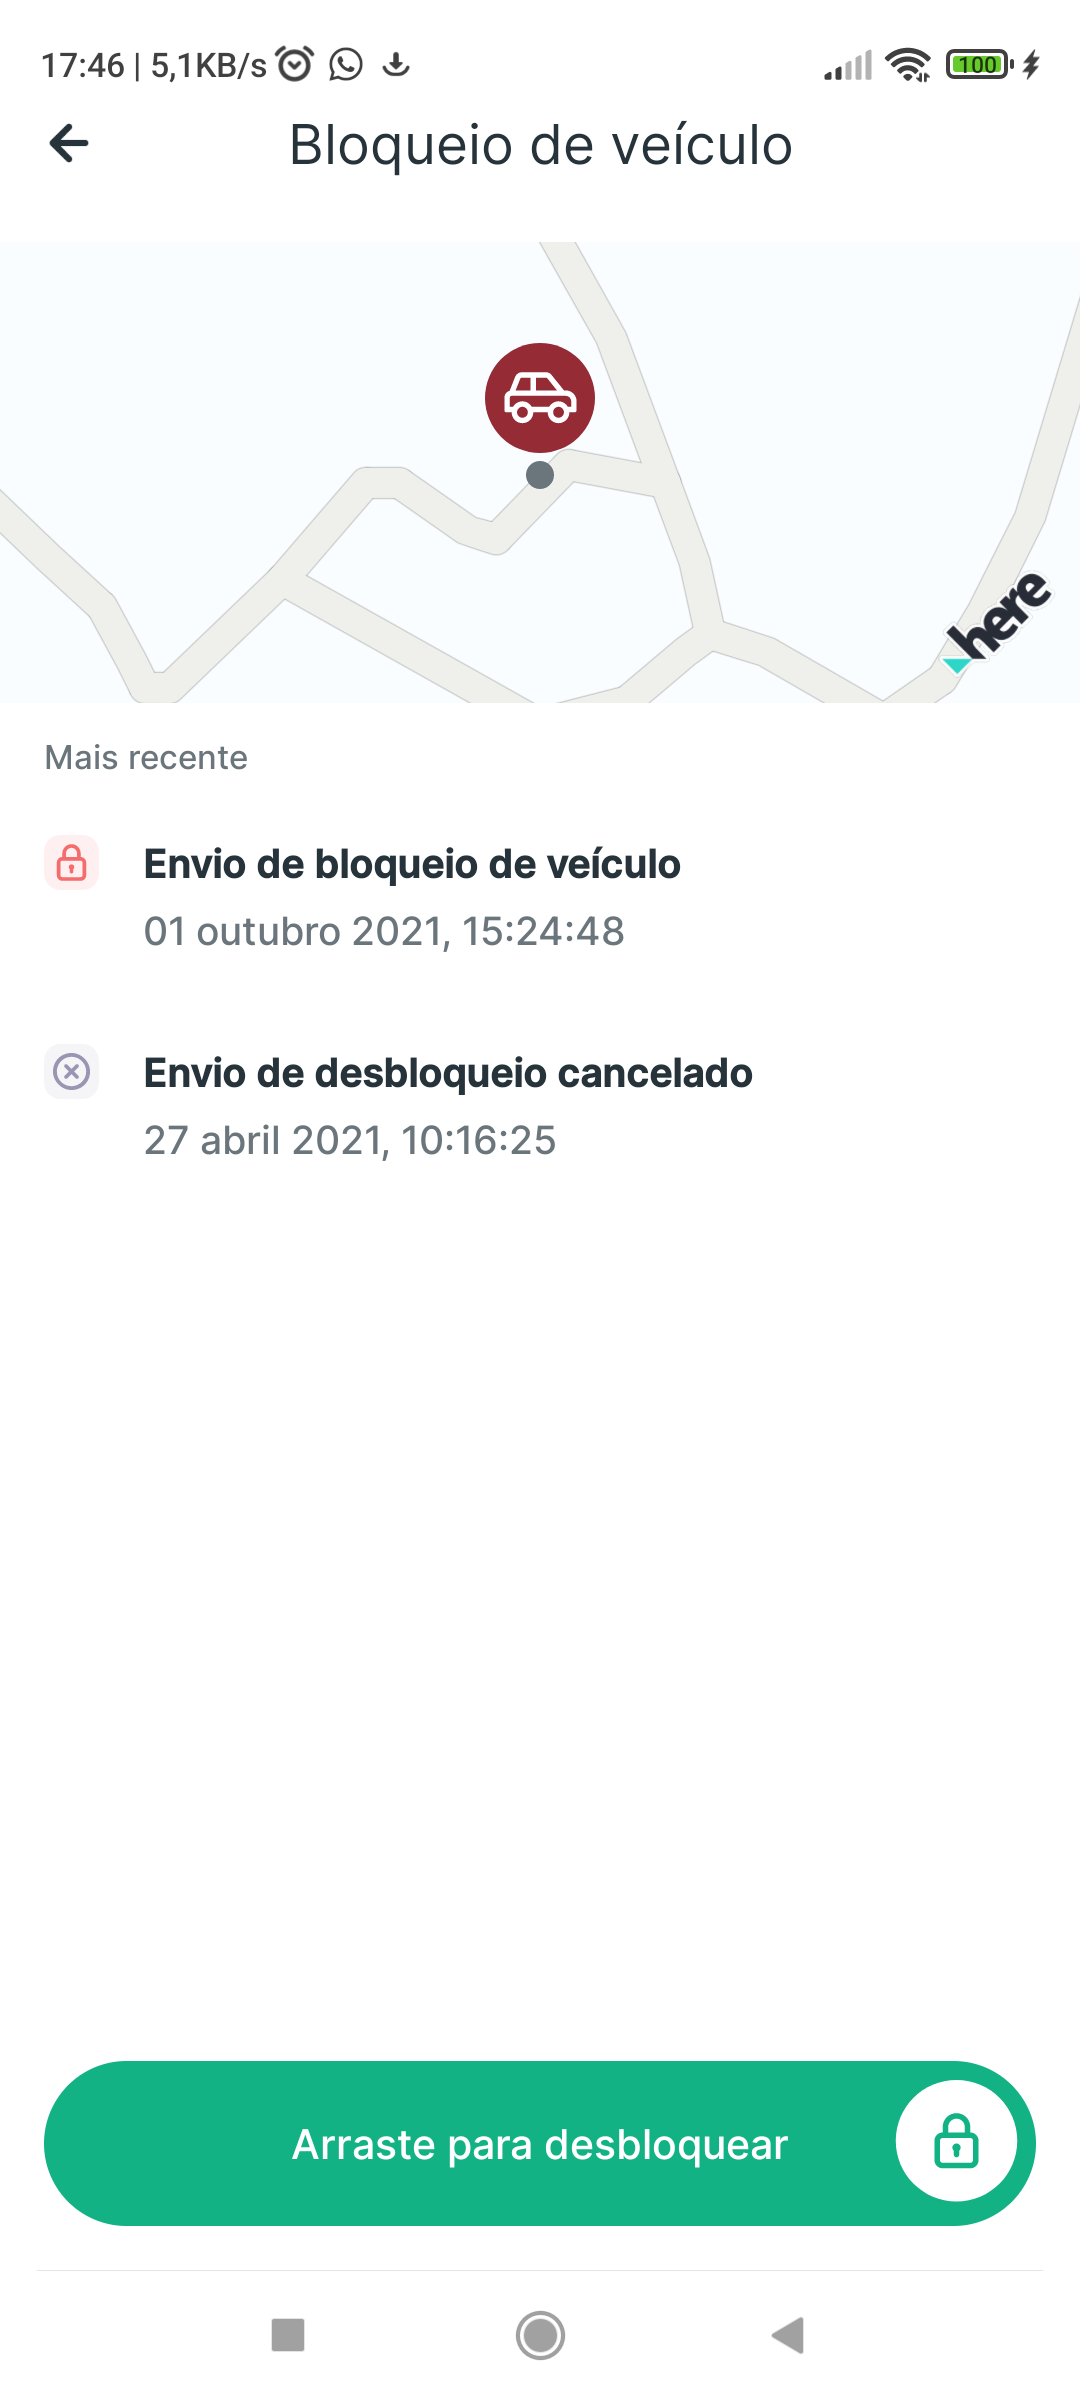 17:46 | 5,1KB/s
100
Bloqueio de veículo
here
Mais recente
Envio de bloqueio de veículo
01 outubro 2021, 15:24:48
Envio de desbloqueio cancelado
27 abril 2021, 10:16:25
Arraste para desbloquear